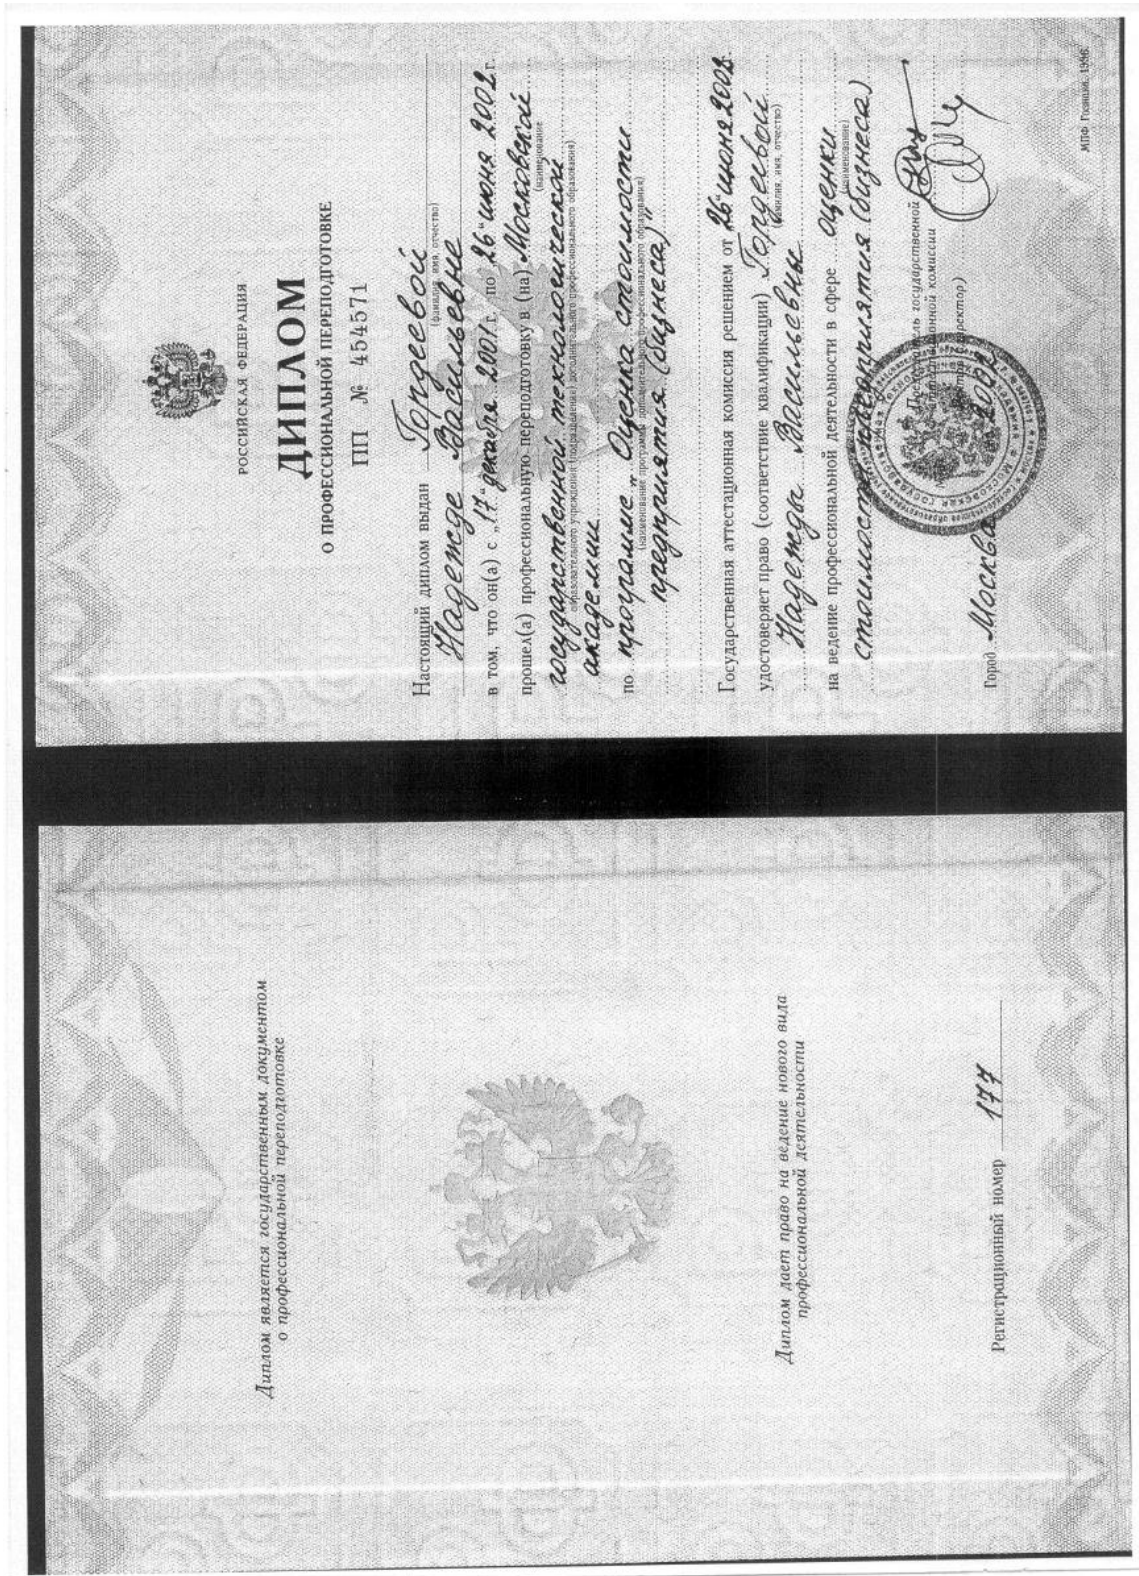 Диплом является государственным документом
о профессиональной переподготовке
Диплом дает право на ведение нового вида
профессиональной деятельности
Регистрационный номер 177
РОССИЙСКАЯ ФЕДЕРАЦИЯ
ДИПЛОМ
О ПРОФЕССИОНАЛЬНОЙ ПЕРЕПОДГОТОВКЕ
ПП № 454571
Настоящий диплом выдан Гордеевой
(фамилия, имя, отчество)
Надежде Васильевне
в том, что он(а) с „17" декабря 2001 г. по „26" июня 2002 г.
прошел(а) профессиональную переподготовку в (на) Московской
(наименование
государственной технологической
образовательного учреждения (подразделения) дополнительного профессионального образования)
академии
по программе „Оценка стоимости
(наименование программы дополнительного профессионального образования)
предприятия (бизнеса)"
Государственная аттестационная комиссия решением от „26" июня 2002
удостоверяет право (соответствие квалификации) Гордеевой
(фамилия, имя, отчество)
Надежды Васильевны
на ведение профессиональной деятельности в сфере оценки
(наименование)
стоимости предприятия (бизнеса)
Председатель государственной
аттестационной комиссии
Ректор (директор)
Город Москва 2002
МПФ Гознака. 1996.